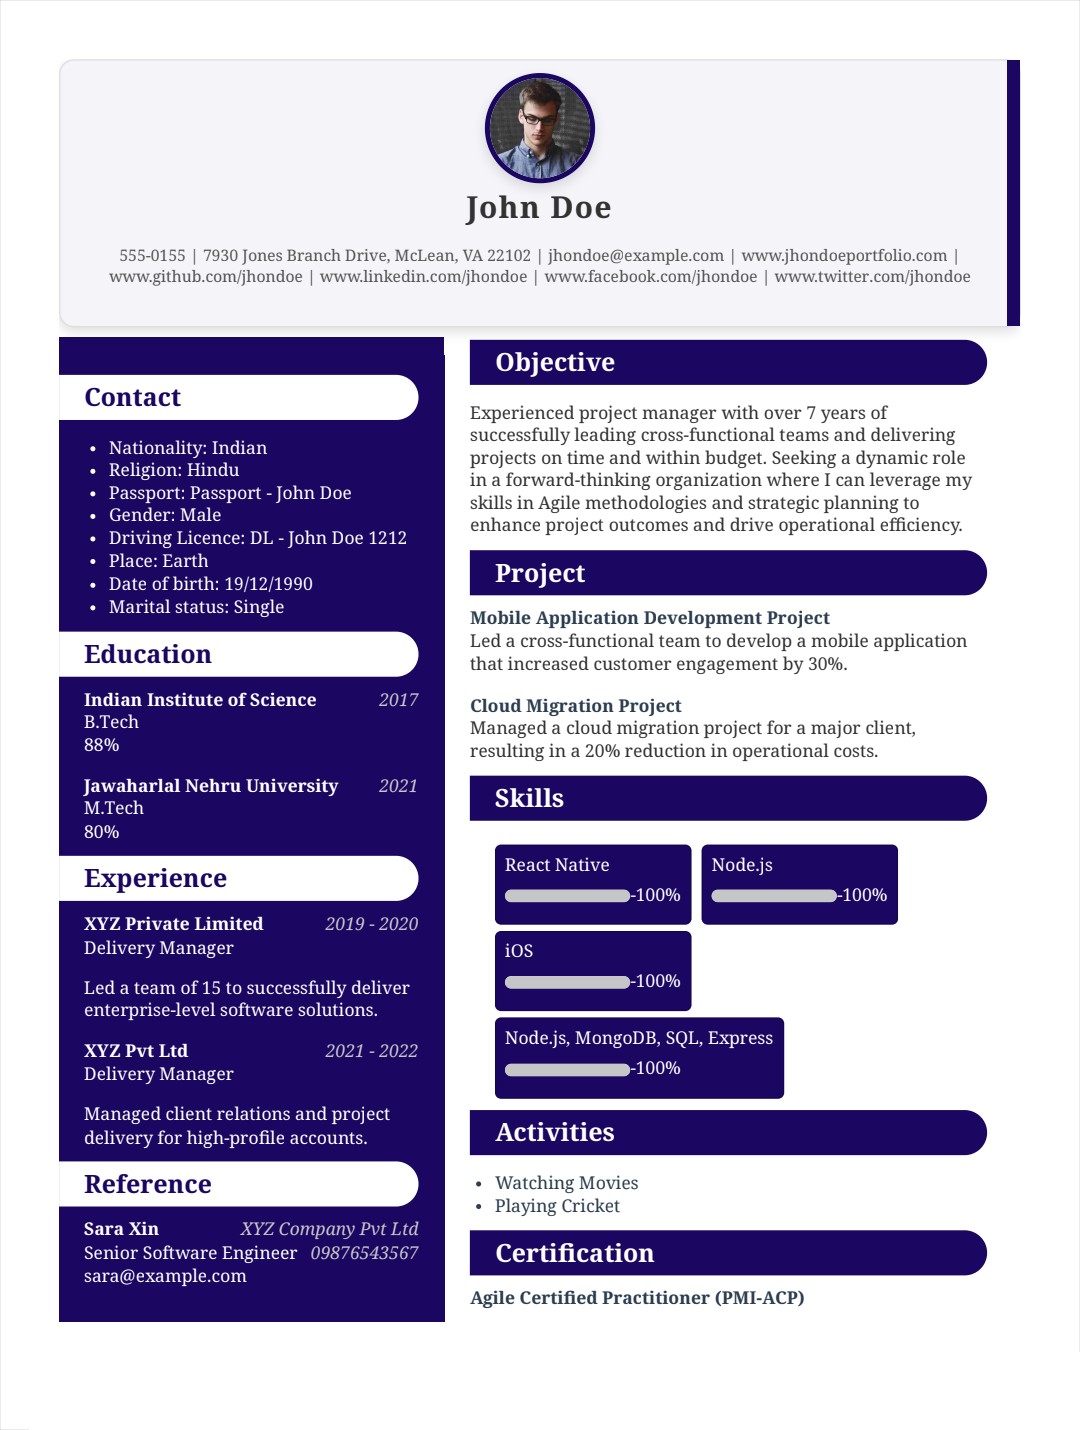 John Doe
555-0155 | 7930 Jones Branch Drive, McLean, VA 22102 | jhondoe@example.com | www.jhondoeportfolio.com |
www.github.com/jhondoe | www.linkedin.com/jhondoe | www.facebook.com/jhondoe | www.twitter.com/jhondoe
Contact
• Nationality: Indian
• Religion: Hindu
• Passport: Passport - John Doe
• Gender: Male
• Driving Licence: DL - John Doe 1212
• Place: Earth
• Date of birth: 19/12/1990
• Marital status: Single
Education
Indian Institute of Science 2017
B.Tech
88%
Jawaharlal Nehru University 2021
M.Tech
80%
Experience
XYZ Private Limited 2019 - 2020
Delivery Manager
Led a team of 15 to successfully deliver
enterprise-level software solutions.
XYZ Pvt Ltd 2021 - 2022
Delivery Manager
Managed client relations and project
delivery for high-profile accounts.
Reference
Sara Xin XYZ Company Pvt Ltd
Senior Software Engineer 09876543567
sara@example.com
Objective
Experienced project manager with over 7 years of
successfully leading cross-functional teams and delivering
projects on time and within budget. Seeking a dynamic role
in a forward-thinking organization where I can leverage my
skills in Agile methodologies and strategic planning to
enhance project outcomes and drive operational efficiency.
Project
Mobile Application Development Project
Led a cross-functional team to develop a mobile application
that increased customer engagement by 30%.
Cloud Migration Project
Managed a cloud migration project for a major client,
resulting in a 20% reduction in operational costs.
Skills
React Native
-100%
Node.js
-100%
iOS
-100%
Node.js, MongoDB, SQL, Express
-100%
Activities
• Watching Movies
• Playing Cricket
Certification
Agile Certified Practitioner (PMI-ACP)